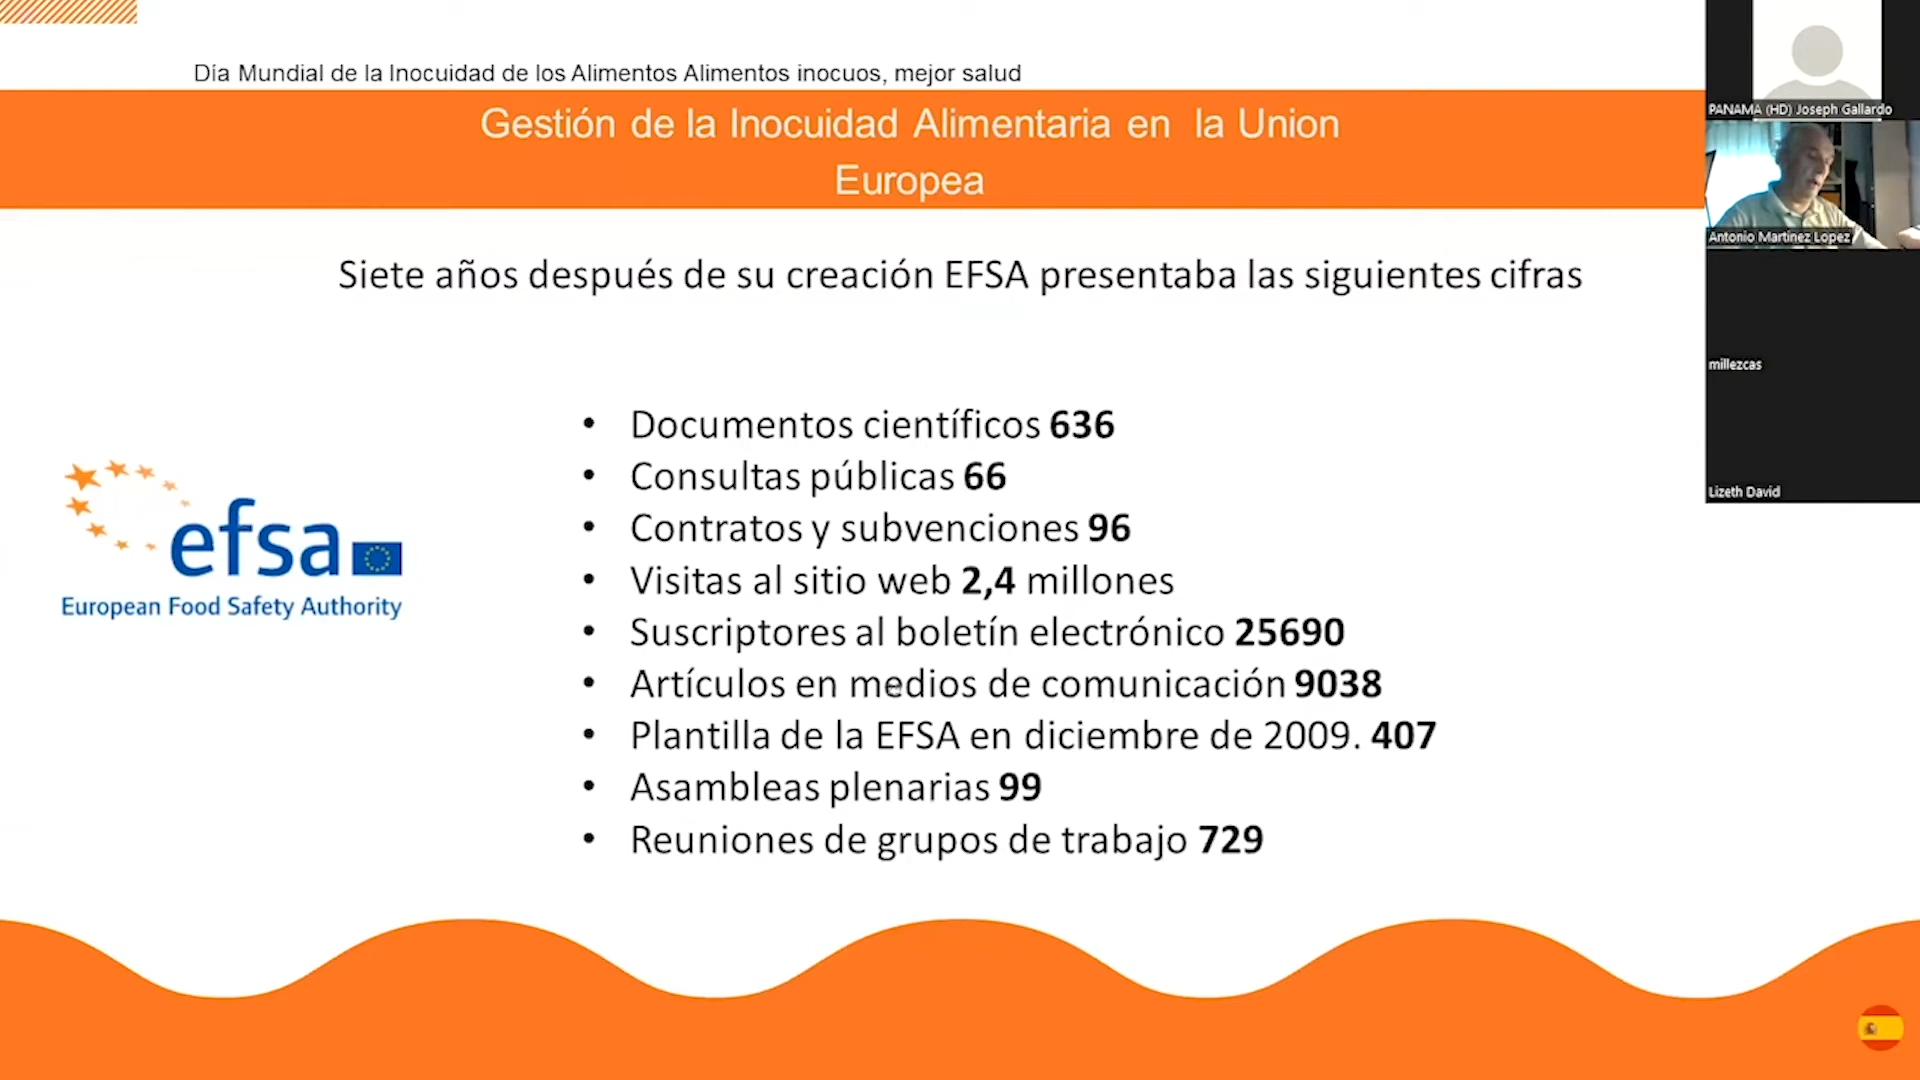 Día Mundial de la Inocuidad de los Alimentos Alimentos inocuos, mejor salud
Gestión de la Inocuidad Alimentaria en la Union
Europea
Siete años después de su creación EFSA presentaba las siguientes cifras
• Documentos científicos 636
• Consultas públicas 66
• Contratos y subvenciones 96
• Visitas al sitio web 2,4 millones
• Suscriptores al boletín electrónico 25690
• Artículos en medios de comunicación 9038
• Plantilla de la EFSA en diciembre de 2009. 407
• Asambleas plenarias 99
• Reuniones de grupos de trabajo 729
efsa
European Food Safety Authority
PANAMA (HD) Joseph Gallardo
Antonio Martinez Lopez
millezcas
Lizeth David